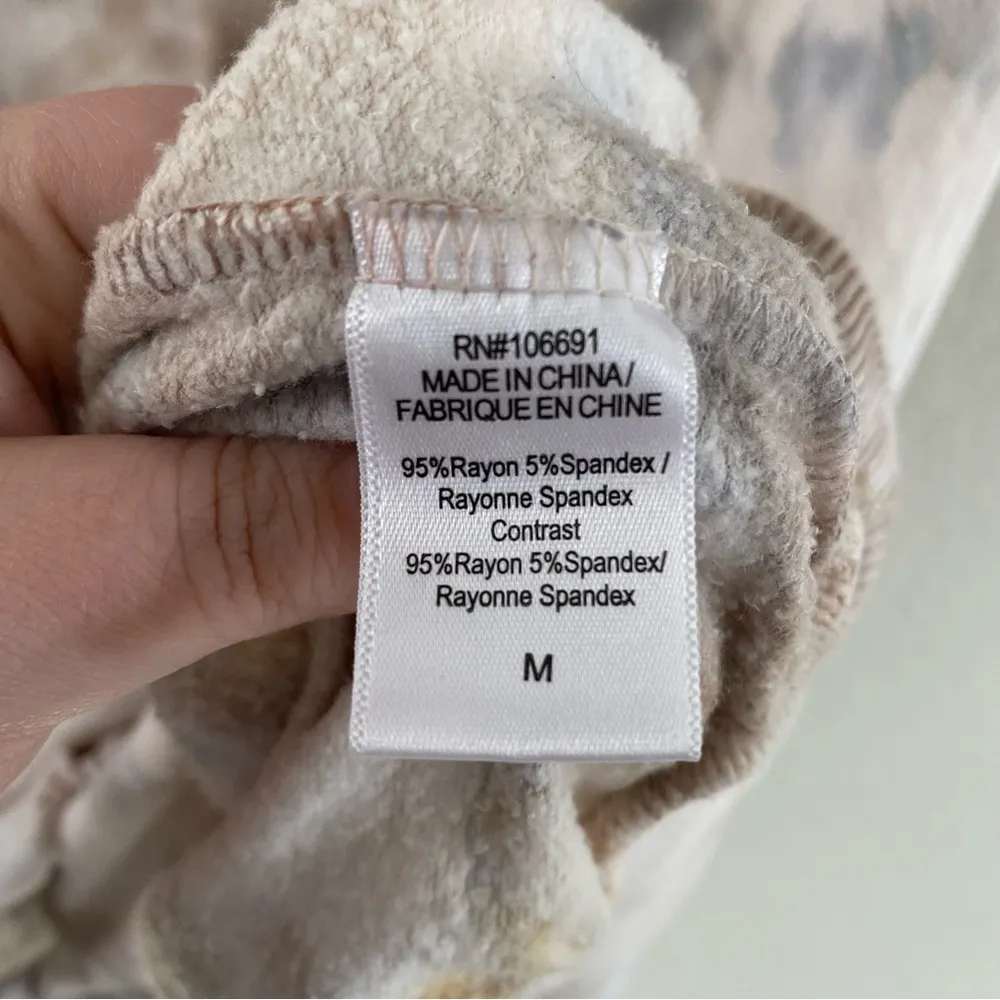 RN#106691
MADE IN CHINA/
FABRIQUE EN CHINE
95%Rayon 5%Spandex /
Rayonne Spandex
Contrast
95%Rayon 5%Spandex/
Rayonne Spandex
M